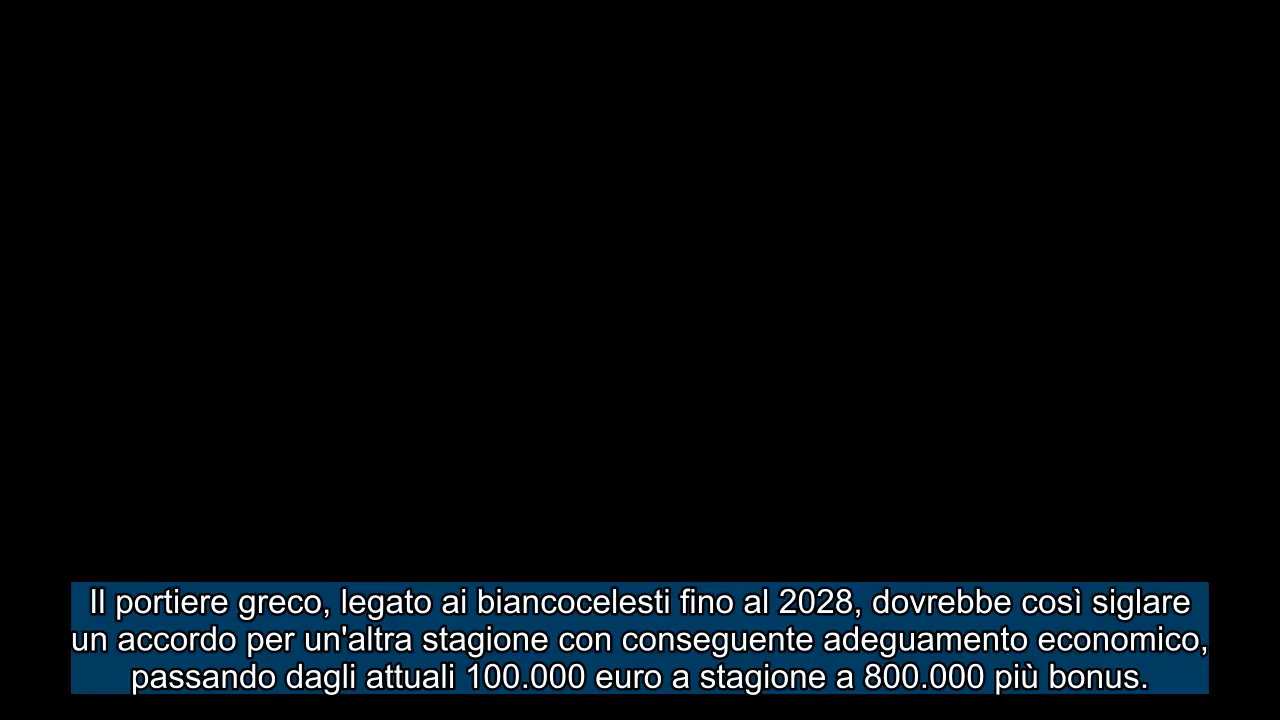 Il portiere greco, legato ai biancocelesti fino al 2028, dovrebbe così siglare
un accordo per un'altra stagione con conseguente adeguamento economico,
passando dagli attuali 100.000 euro a stagione a 800.000 più bonus.